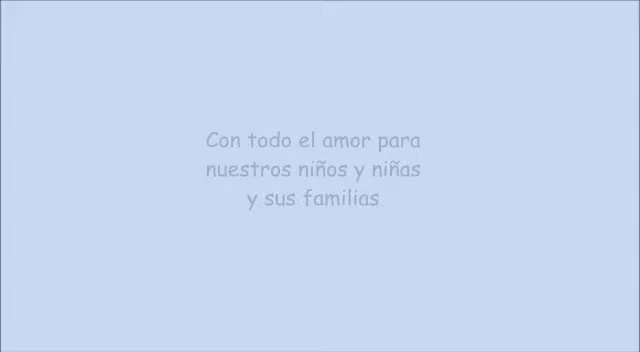 Con todo el amor para
nuestros niños y niñas
y sus familias